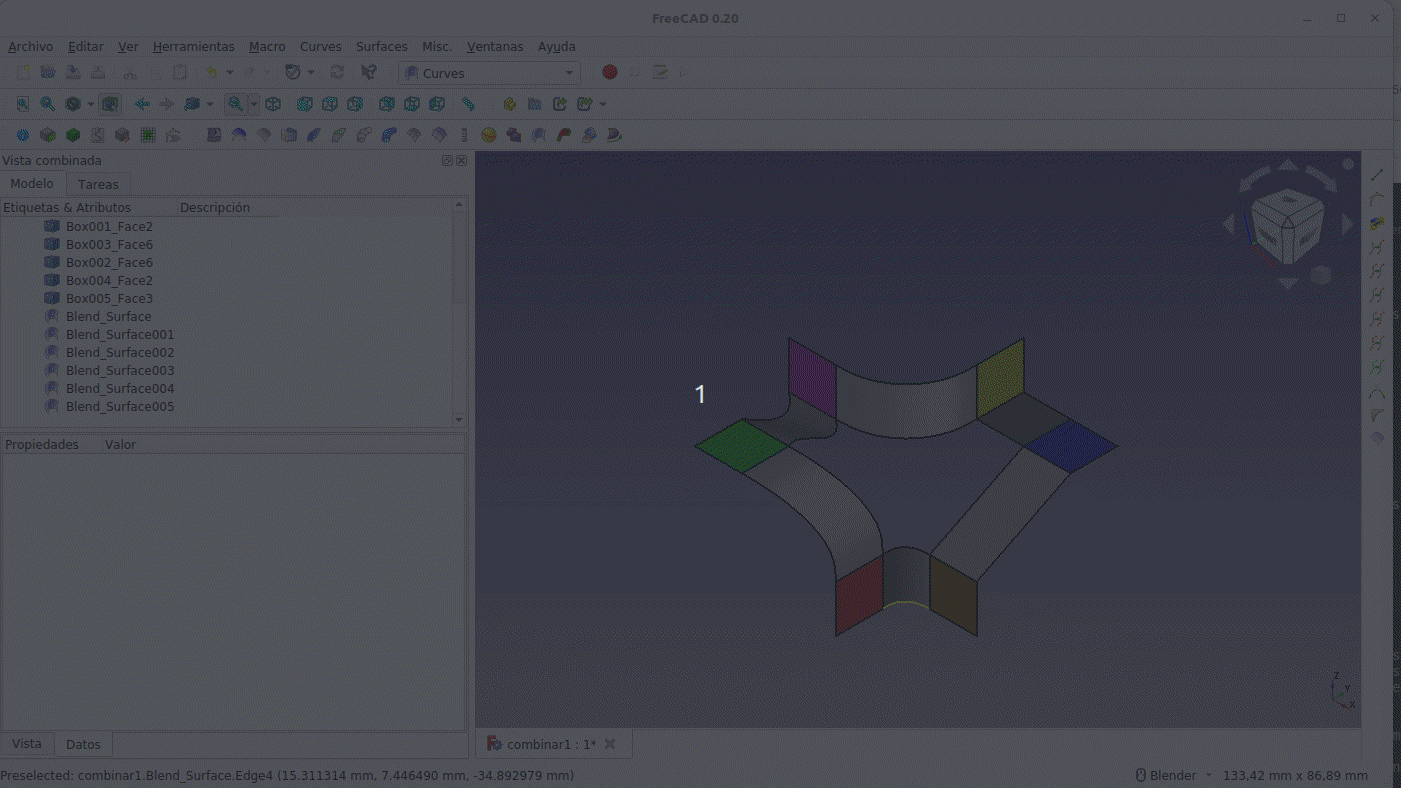 FreeCAD 0.20
Archivo Editar Ver Herramientas Macro Curves Surfaces Misc. Ventanas Ayuda
Curves
Vista combinada
Modelo Tareas
Etiquetas & Atributos Descripción
Box001_Face2
Box003_Face6
Box002_Face6
Box004_Face2
Box005_Face3
Blend_Surface
Blend_Surface001
Blend_Surface002
Blend_Surface003
Blend_Surface004
Blend_Surface005
Propiedades Valor
1
Z
Y
X
Vista Datos
combinar1 : 1*
Preselected: combinar1.Blend_Surface.Edge4 (15.311314 mm, 7.446490 mm, -34.892979 mm)
Blender 133,42 mm x 86,89 mm